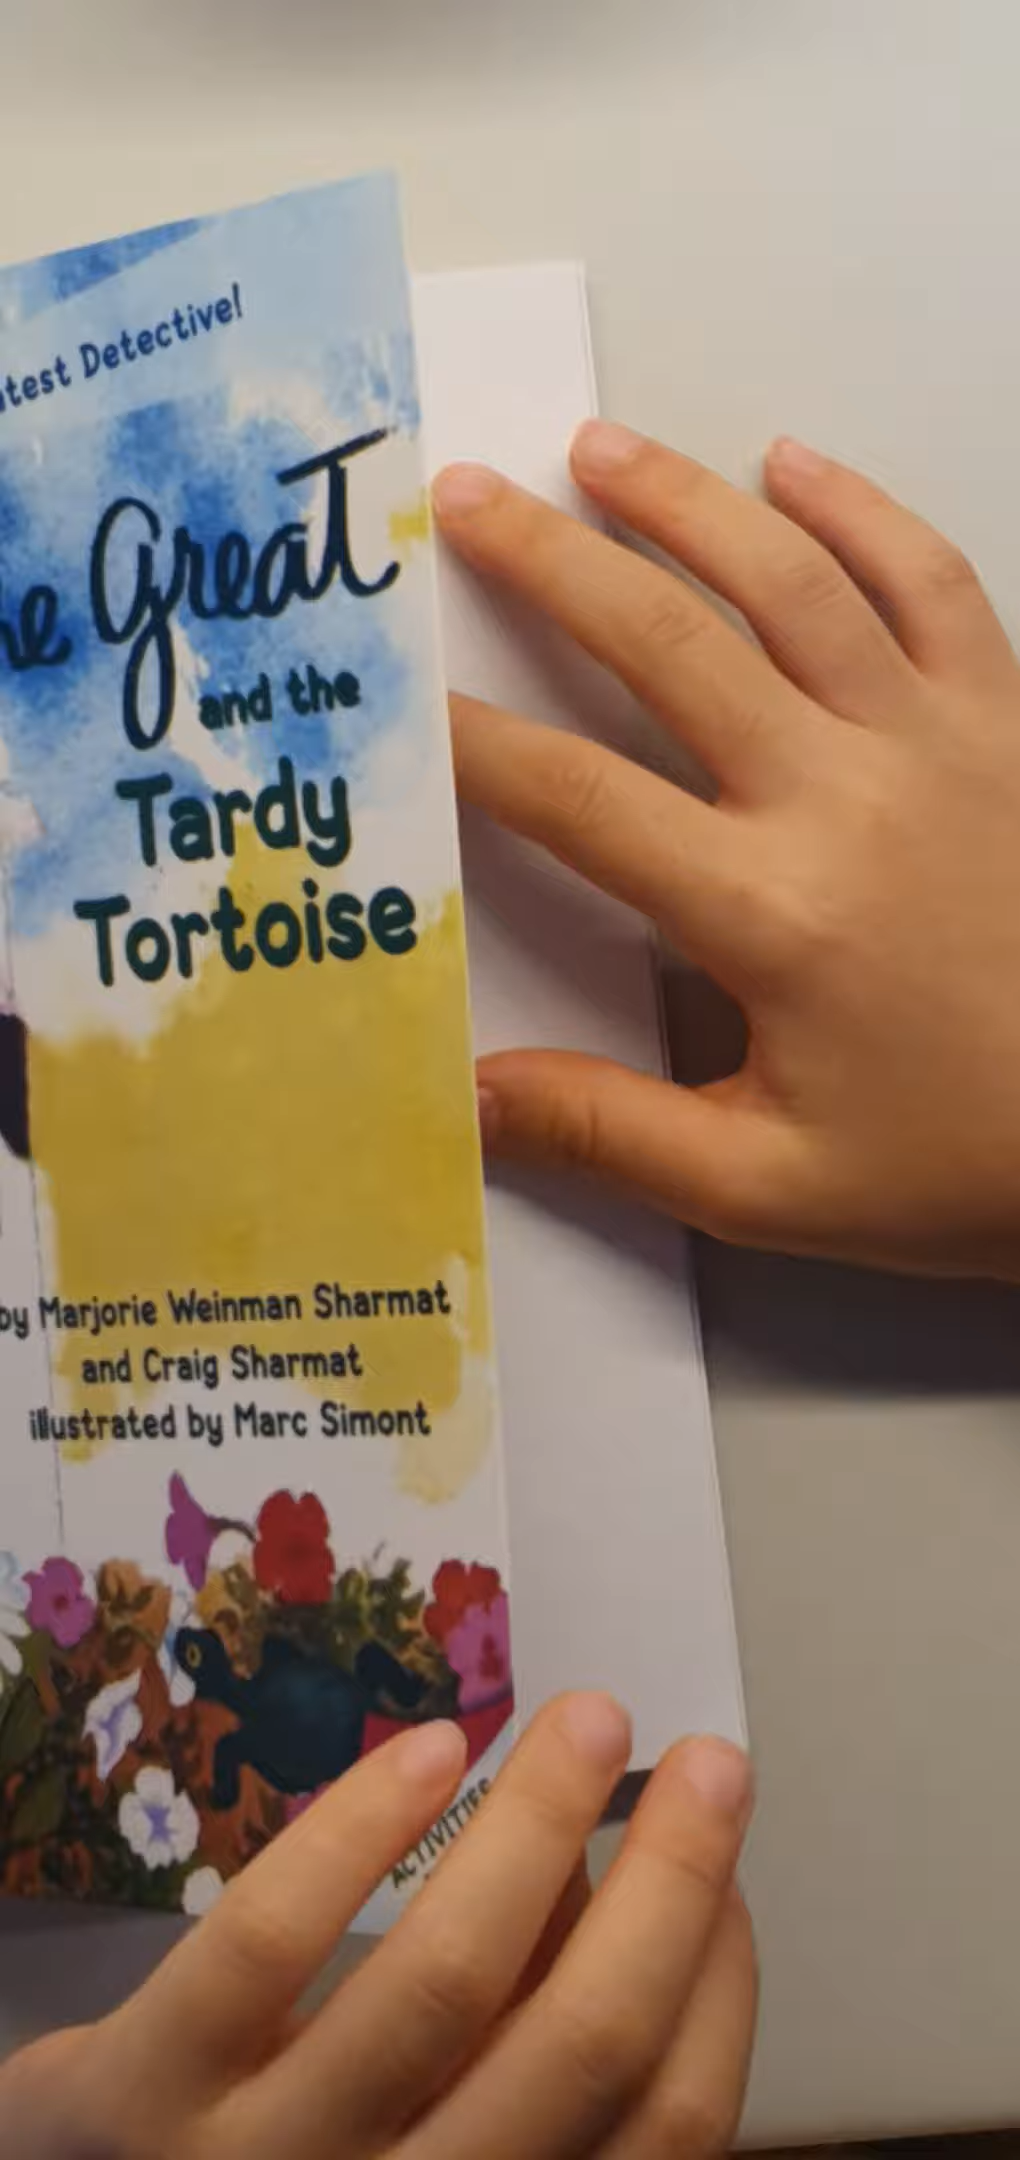 atest Detective!
he Great
and the
Tardy
Tortoise
by Marjorie Weinman Sharmat
and Craig Sharmat
illustrated by Marc Simont
ACTIVITIES